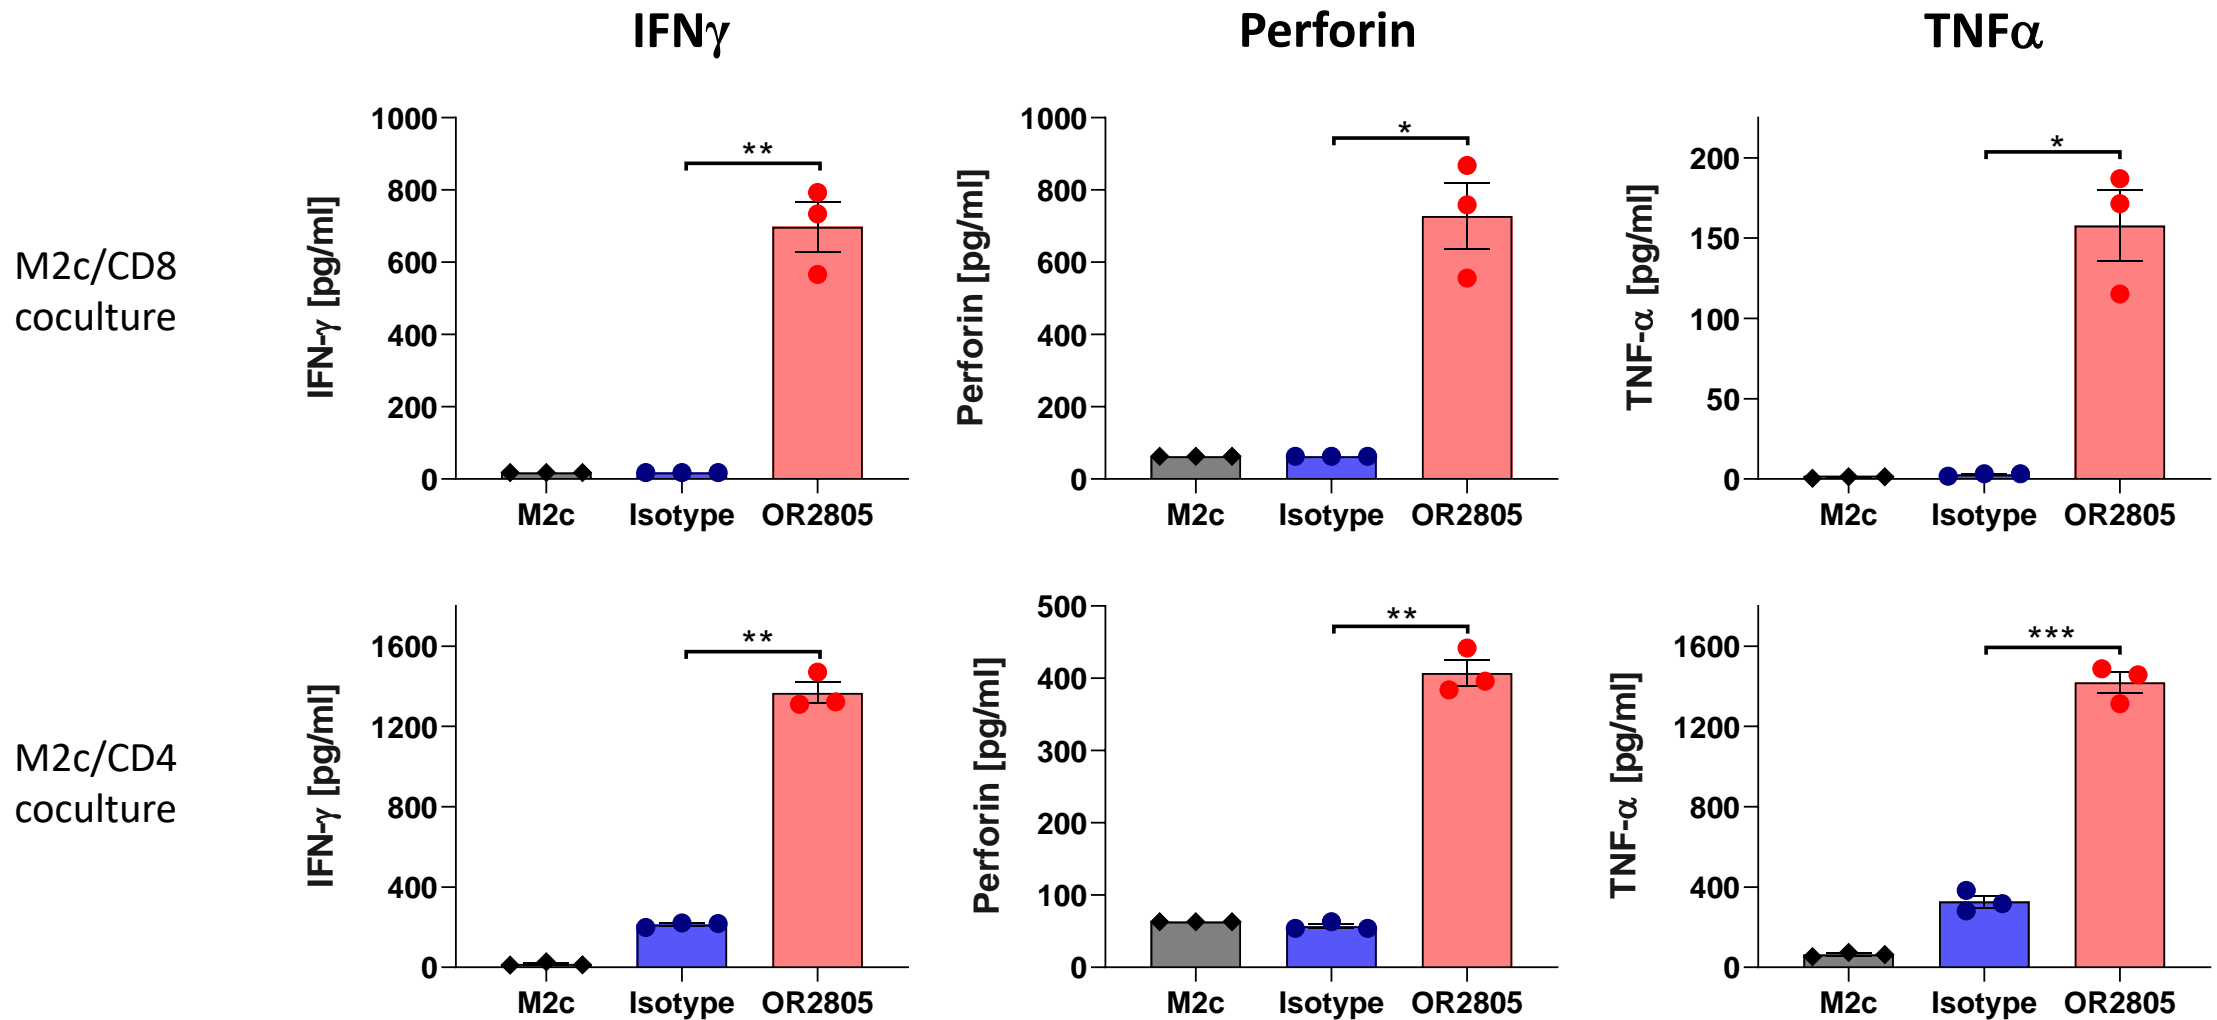 IFNγ
Perforin
TNFα
M2c/CD8
coculture
IFN-γ [pg/ml]
1000
800
600
400
200
0
**
M2c Isotype OR2805
Perforin [pg/ml]
1000
800
600
400
200
0
*
M2c Isotype OR2805
TNF-α [pg/ml]
200
150
100
50
0
*
M2c Isotype OR2805
M2c/CD4
coculture
IFN-γ [pg/ml]
1600
1200
800
400
0
**
M2c Isotype OR2805
Perforin [pg/ml]
500
400
300
200
100
0
**
M2c Isotype OR2805
TNF-α [pg/ml]
1600
1200
800
400
0
***
M2c Isotype OR2805